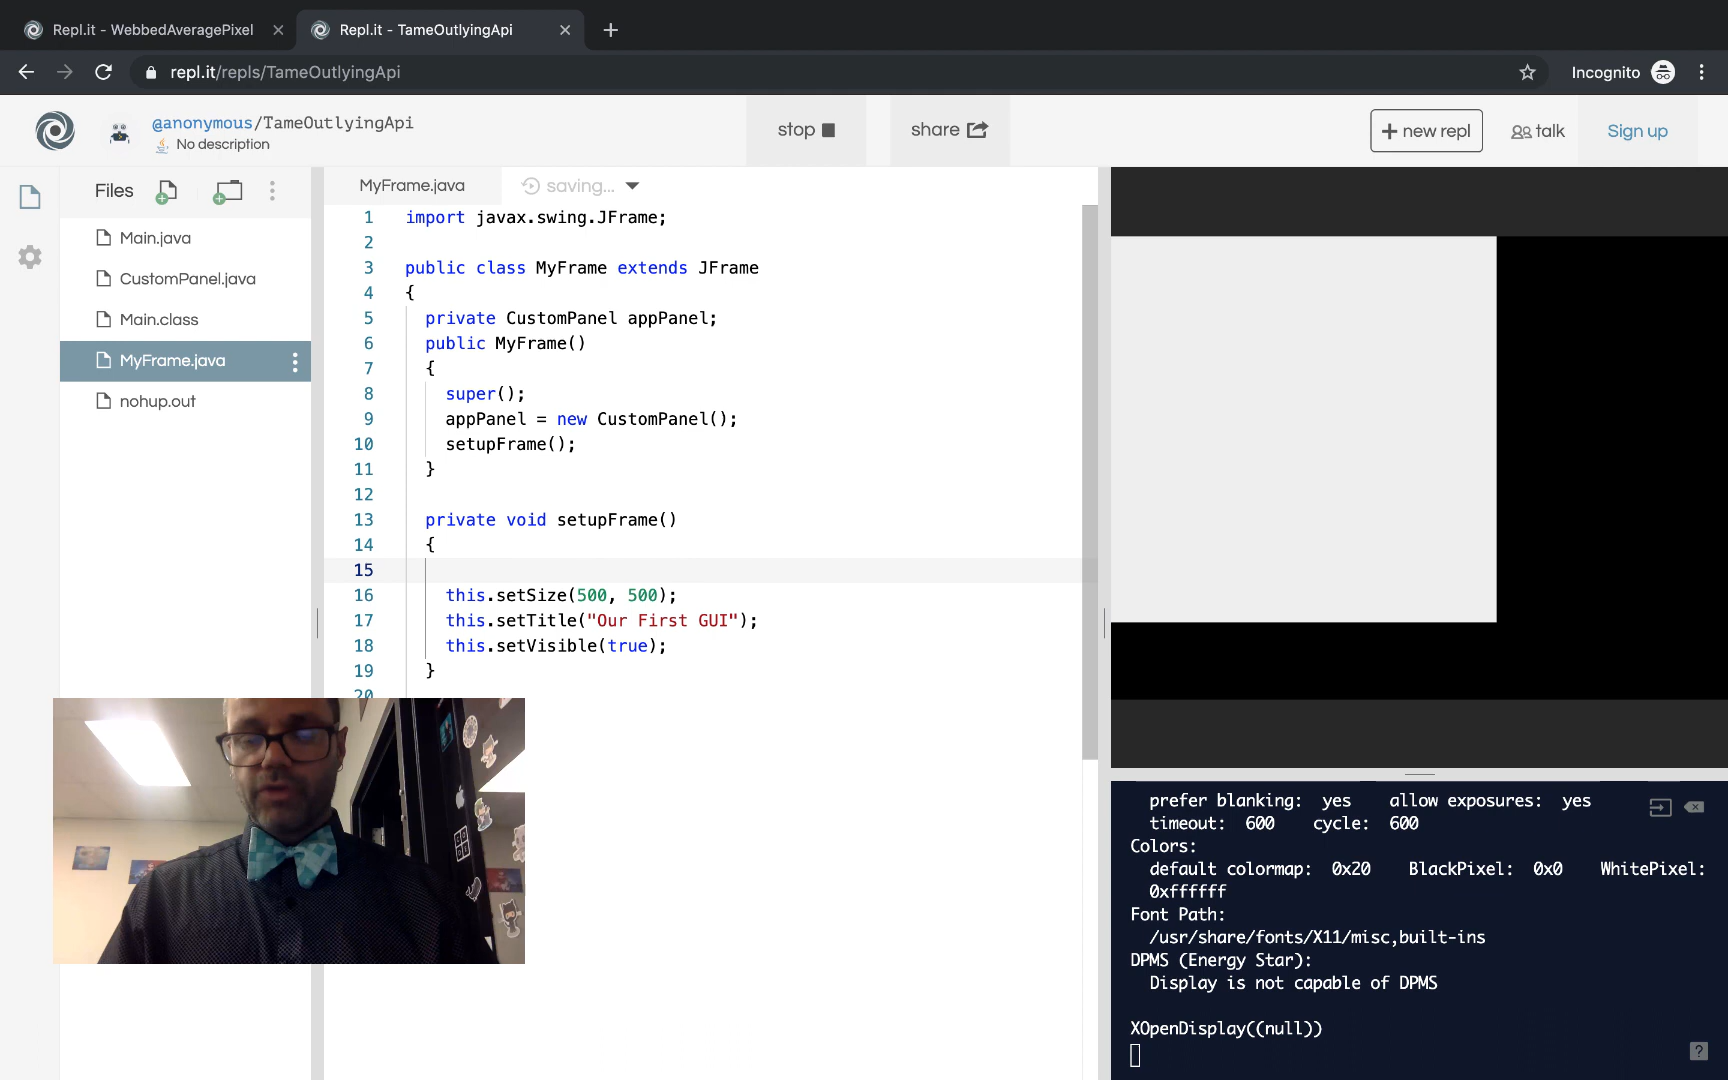 Repl.it - WebbedAveragePixel
Repl.it - TameOutlyingApi
repl.it/repls/TameOutlyingApi
Incognito
@anonymous/TameOutlyingApi
No description
stop
share
+ new repl
talk
Sign up
Files
Main.java
CustomPanel.java
Main.class
MyFrame.java
nohup.out
MyFrame.java
saving...
1 import javax.swing.JFrame;
2
3 public class MyFrame extends JFrame
4 {
5 private CustomPanel appPanel;
6 public MyFrame()
7 {
8 super();
9 appPanel = new CustomPanel();
10 setupFrame();
11 }
12
13 private void setupFrame()
14 {
15
16 this.setSize(500, 500);
17 this.setTitle("Our First GUI");
18 this.setVisible(true);
19 }
20
prefer blanking: yes allow exposures: yes
timeout: 600 cycle: 600
Colors:
default colormap: 0x20 BlackPixel: 0x0 WhitePixel:
0xffffff
Font Path:
/usr/share/fonts/X11/misc,built-ins
DPMS (Energy Star):
Display is not capable of DPMS
XOpenDisplay((null))
?